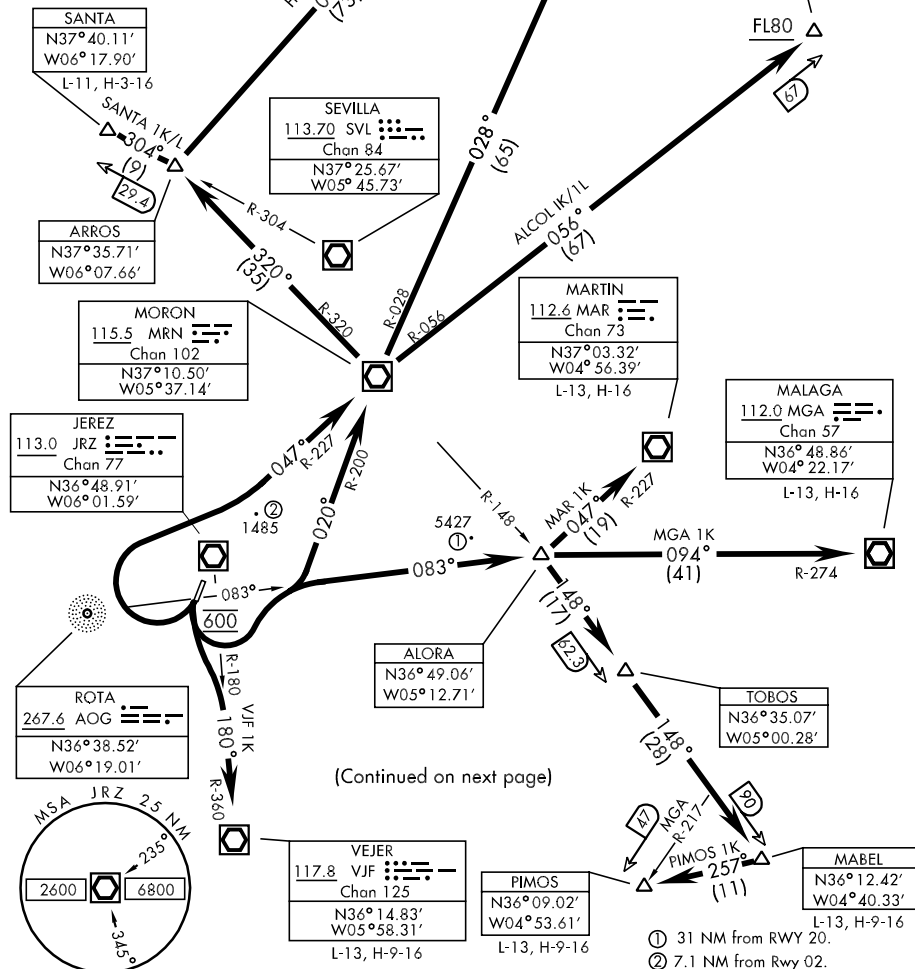 SANTA
N37°40.11'
W06°17.90'
L-11, H-3-16
(73)
FL80
67
SANTA 1K/L
304°
(9)
29.4
SEVILLA
113.70 SVL
Chan 84
N37°25.67'
W05°45.73'
028°
(65)
ALCOL IK/1L
056°
(67)
R-304
ARROS
N37°35.71'
W06°07.66'
320°
(35)
R-320
R-028
R-056
MORON
115.5 MRN
Chan 102
N37°10.50'
W05°37.14'
MARTIN
112.6 MAR
Chan 73
N37°03.32'
W04°56.39'
L-13, H-16
MALAGA
112.0 MGA
Chan 57
N36°48.86'
W04°22.17'
L-13, H-16
JEREZ
113.0 JRZ
Chan 77
N36°48.91'
W06°01.59'
047°
R-227
R-200
020°
② 1485
5427
①
R-148
MAR 1K
047°
(19)
R-227
MGA 1K
094°
(41)
R-274
083°
083°
600
148°
(17)
62.3
ALORA
N36°49.06'
W05°12.71'
R-180
VJF 1K
180°
R-360
ROTA
267.6 AOG
N36°38.52'
W06°19.01'
TOBOS
N36°35.07'
W05°00.28'
148°
(28)
(Continued on next page)
MSA JRZ 25 NM
235°
2600
6800
345°
VEJER
117.8 VJF
Chan 125
N36°14.83'
W05°58.31'
L-13, H-9-16
47
MGA
R-217
90
PIMOS 1K
257°
(11)
PIMOS
N36°09.02'
W04°53.61'
L-13, H-9-16
MABEL
N36°12.42'
W04°40.33'
L-13, H-9-16
① 31 NM from RWY 20.
② 7.1 NM from Rwy 02.